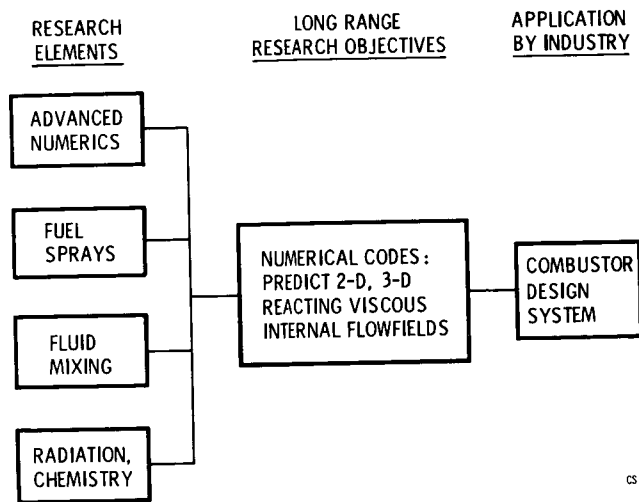 RESEARCH
ELEMENTS
LONG RANGE
RESEARCH OBJECTIVES
APPLICATION
BY INDUSTRY
ADVANCED
NUMERICS
FUEL
SPRAYS
FLUID
MIXING
RADIATION,
CHEMISTRY
NUMERICAL CODES:
PREDICT 2-D, 3-D
REACTING VISCOUS
INTERNAL FLOWFIELDS
COMBUSTOR
DESIGN
SYSTEM
CS